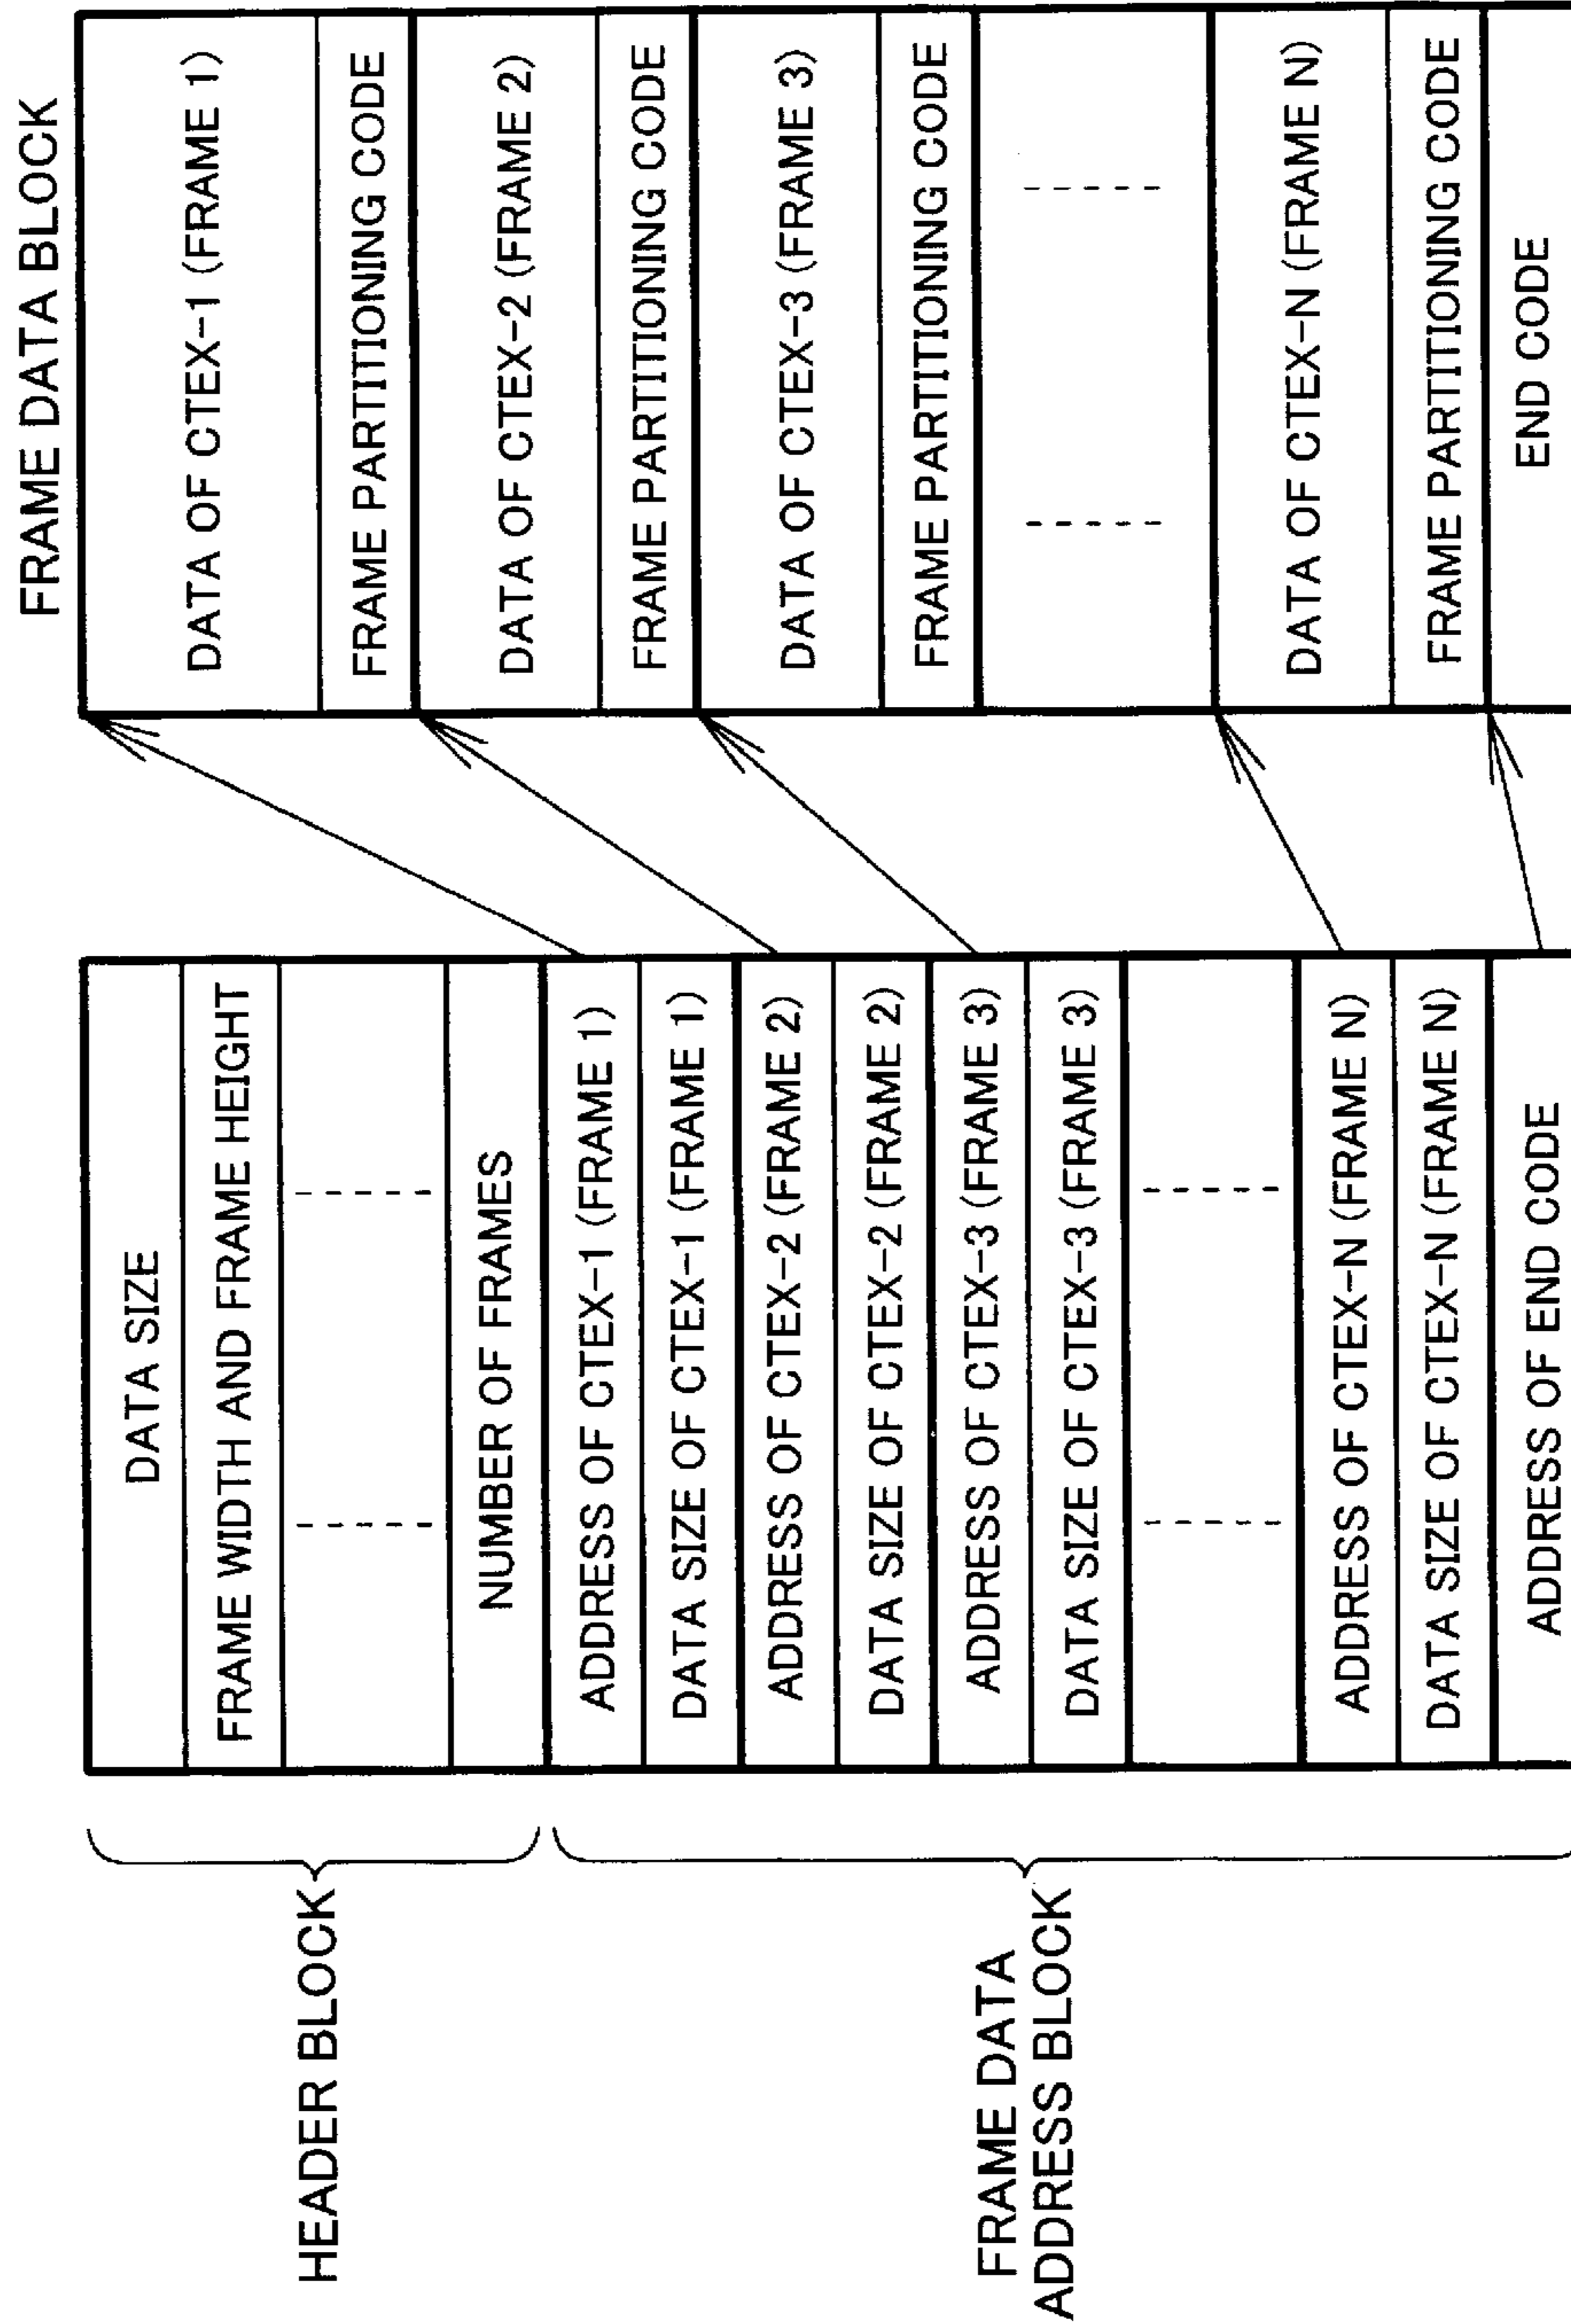 HEADER BLOCK
FRAME DATA
ADDRESS BLOCK
DATA SIZE
FRAME WIDTH AND FRAME HEIGHT
NUMBER OF FRAMES
ADDRESS OF CTEX-1 (FRAME 1)
DATA SIZE OF CTEX-1 (FRAME 1)
ADDRESS OF CTEX-2 (FRAME 2)
DATA SIZE OF CTEX-2 (FRAME 2)
ADDRESS OF CTEX-3 (FRAME 3)
DATA SIZE OF CTEX-3 (FRAME 3)
ADDRESS OF CTEX-N (FRAME N)
DATA SIZE OF CTEX-N (FRAME N)
ADDRESS OF END CODE
FRAME DATA BLOCK
DATA OF CTEX-1 (FRAME 1)
FRAME PARTITIONING CODE
DATA OF CTEX-2 (FRAME 2)
FRAME PARTITIONING CODE
DATA OF CTEX-3 (FRAME 3)
FRAME PARTITIONING CODE
DATA OF CTEX-N (FRAME N)
FRAME PARTITIONING CODE
END CODE